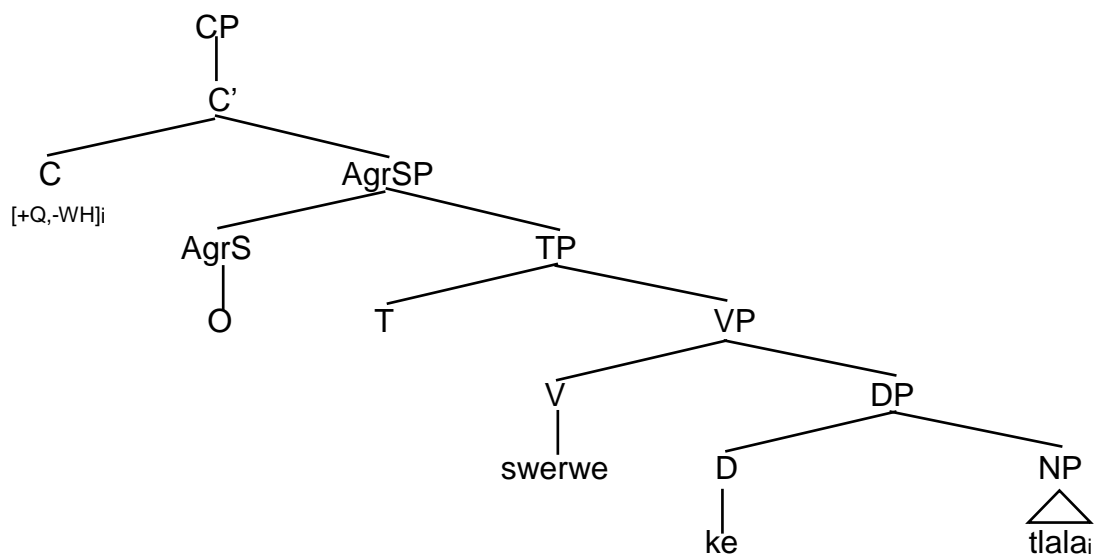 CP
C’
C AgrSP
[+Q,-WH]i
AgrS TP
O T VP
V DP
swerwe D NP
ke tlalai